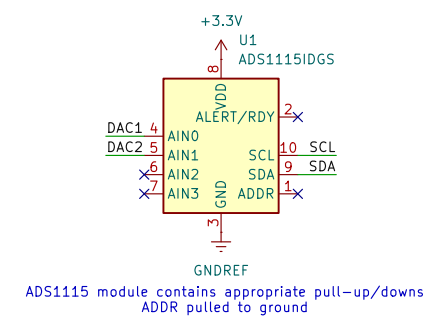 +3.3V
U1
ADS1115IDGS
8
VDD
ALERT/RDY 2
DAC1 4 AIN0
DAC2 5 AIN1 SCL 10 SCL
6 AIN2 SDA 9 SDA
7 AIN3 ADDR 1
GND
3
GNDREF
ADS1115 module contains appropriate pull-up/downs
ADDR pulled to ground